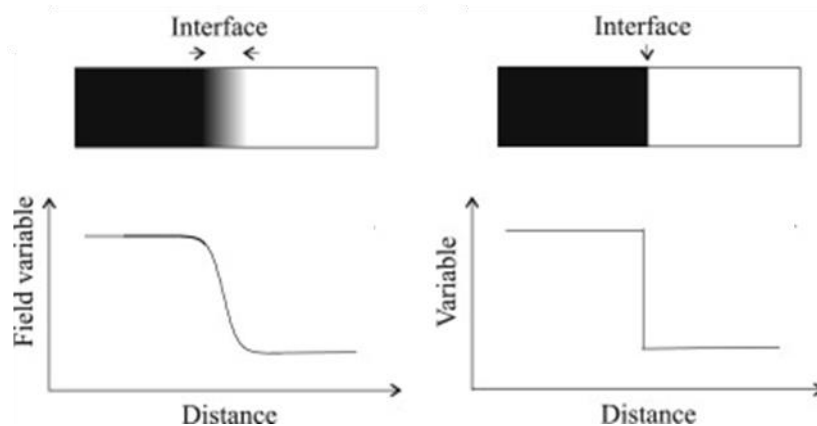 Interface
Field variable
Distance
Interface
Variable
Distance